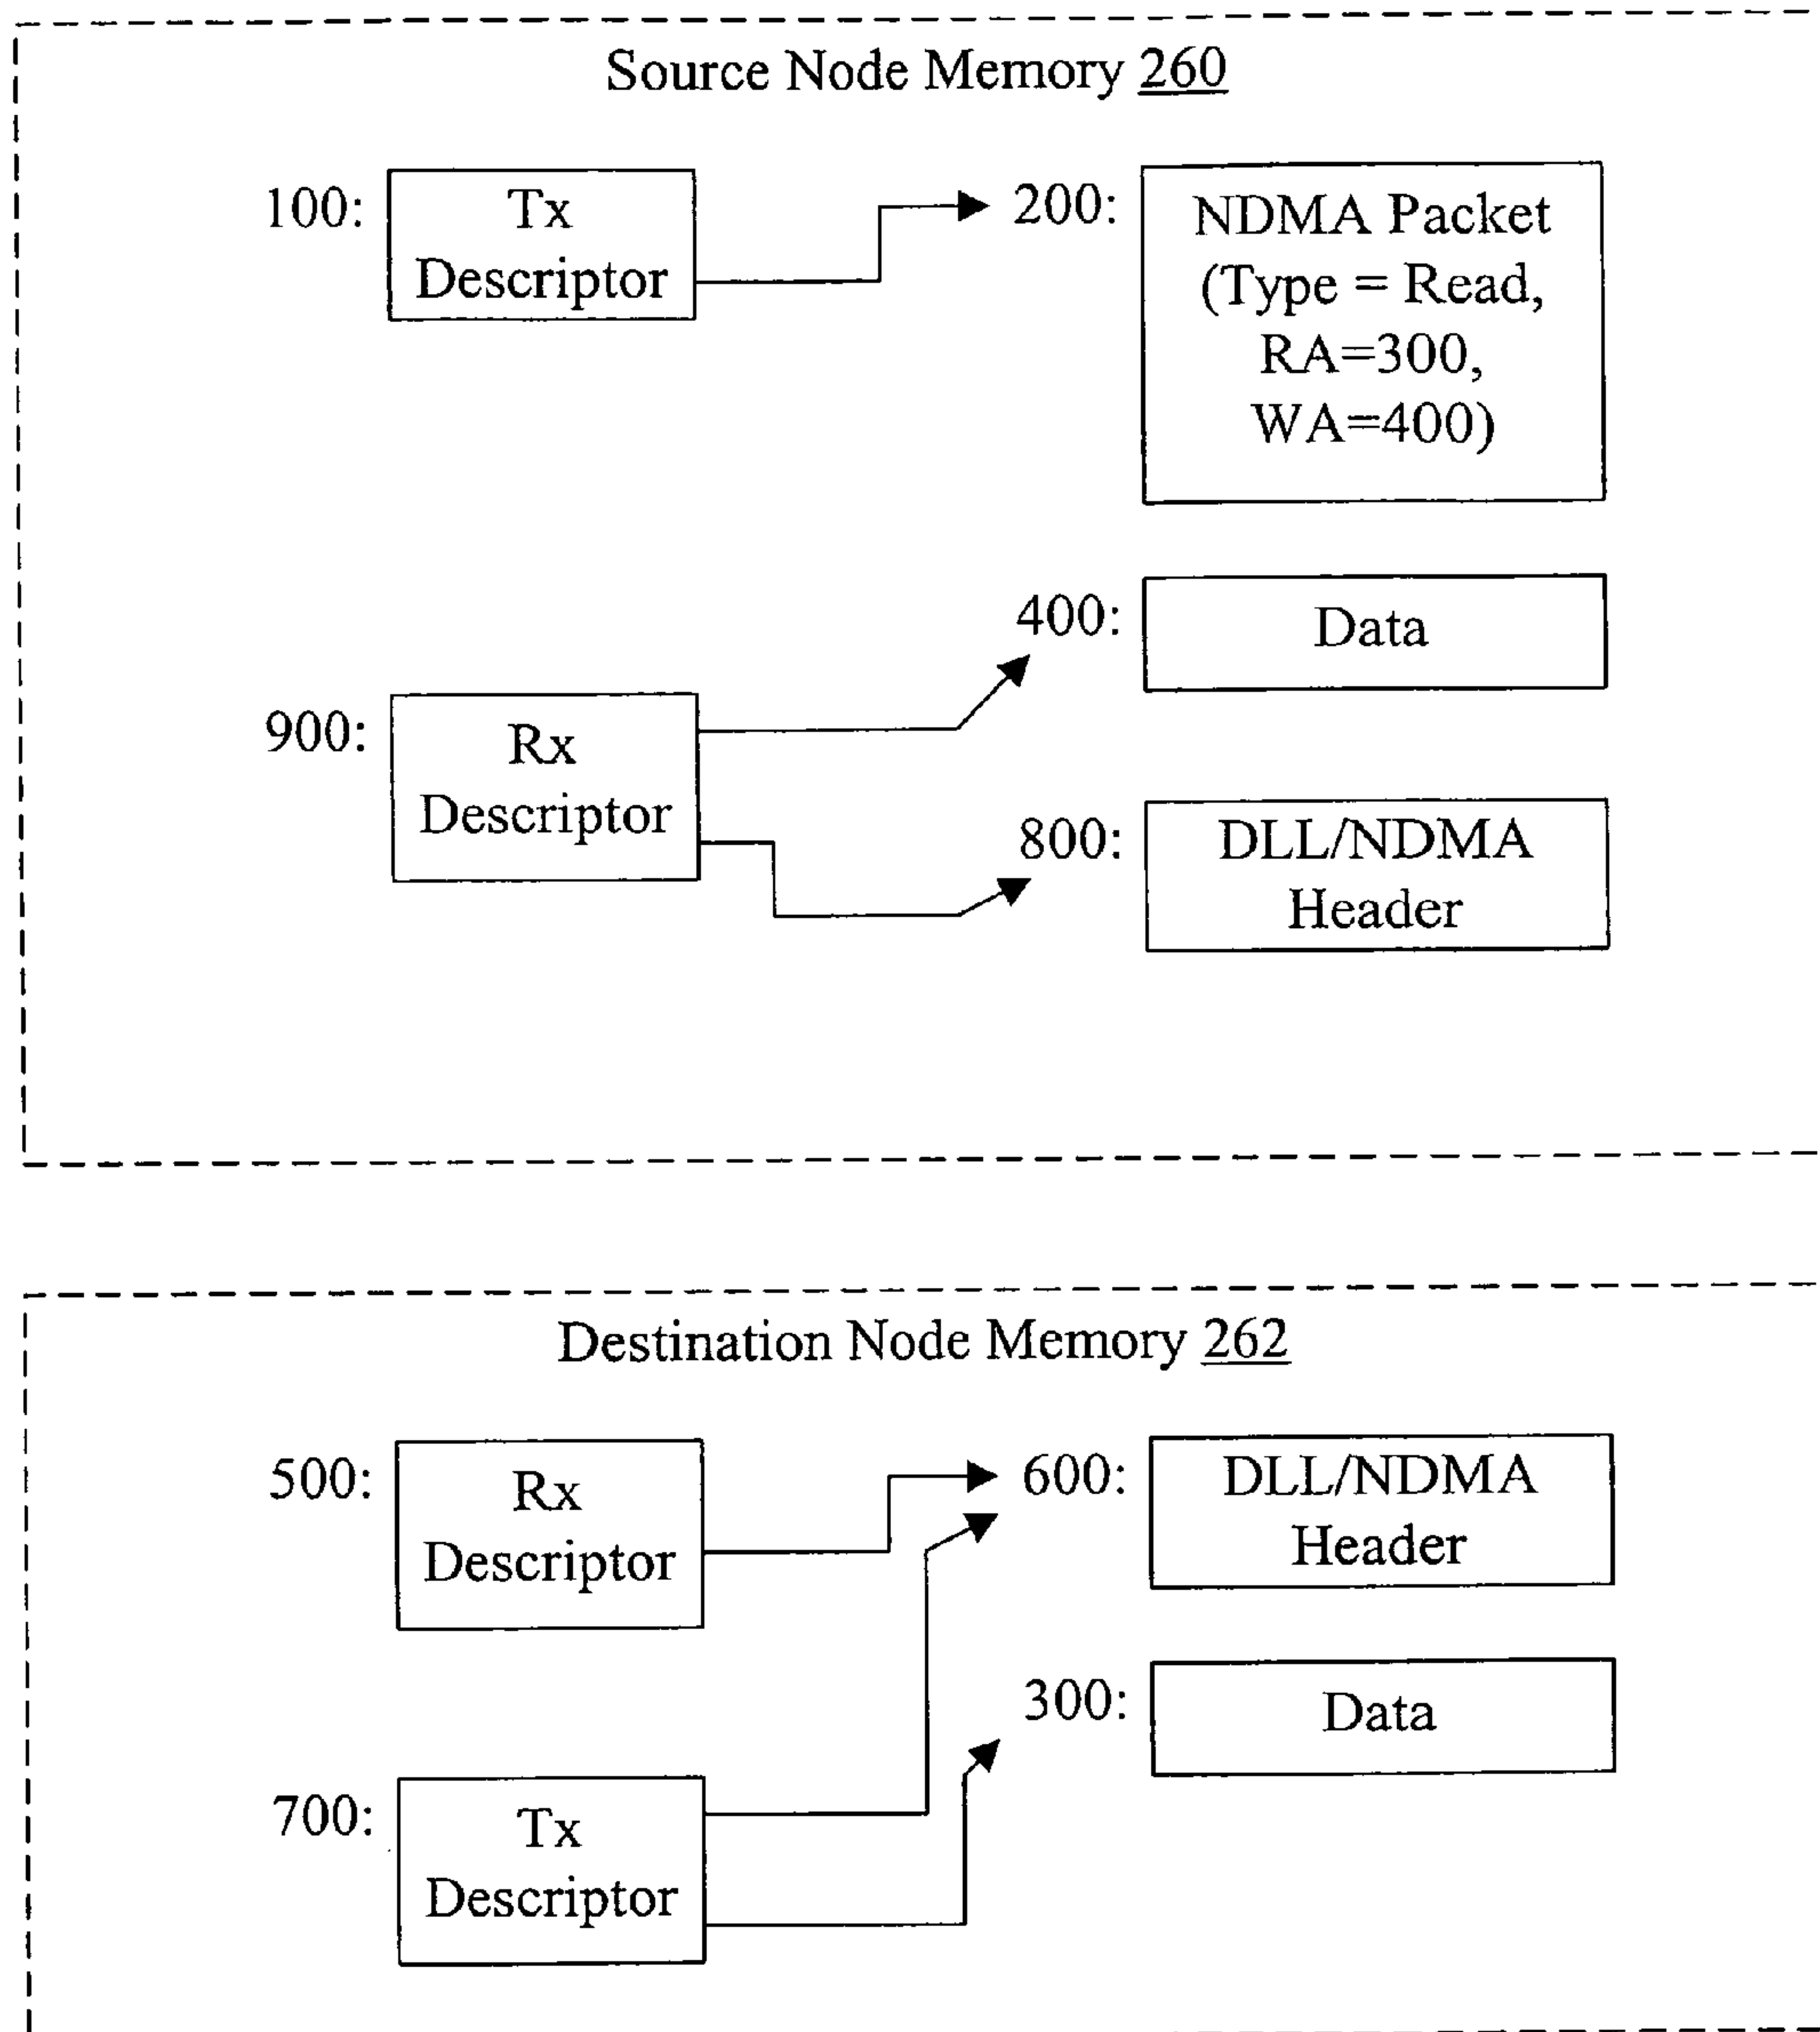 Source Node Memory 260
100:
Tx
Descriptor
200:
NDMA Packet
(Type = Read,
RA=300,
WA=400)
400:
Data
900:
Rx
Descriptor
800:
DLL/NDMA
Header
Destination Node Memory 262
500:
Rx
Descriptor
600:
DLL/NDMA
Header
300:
Data
700:
Tx
Descriptor